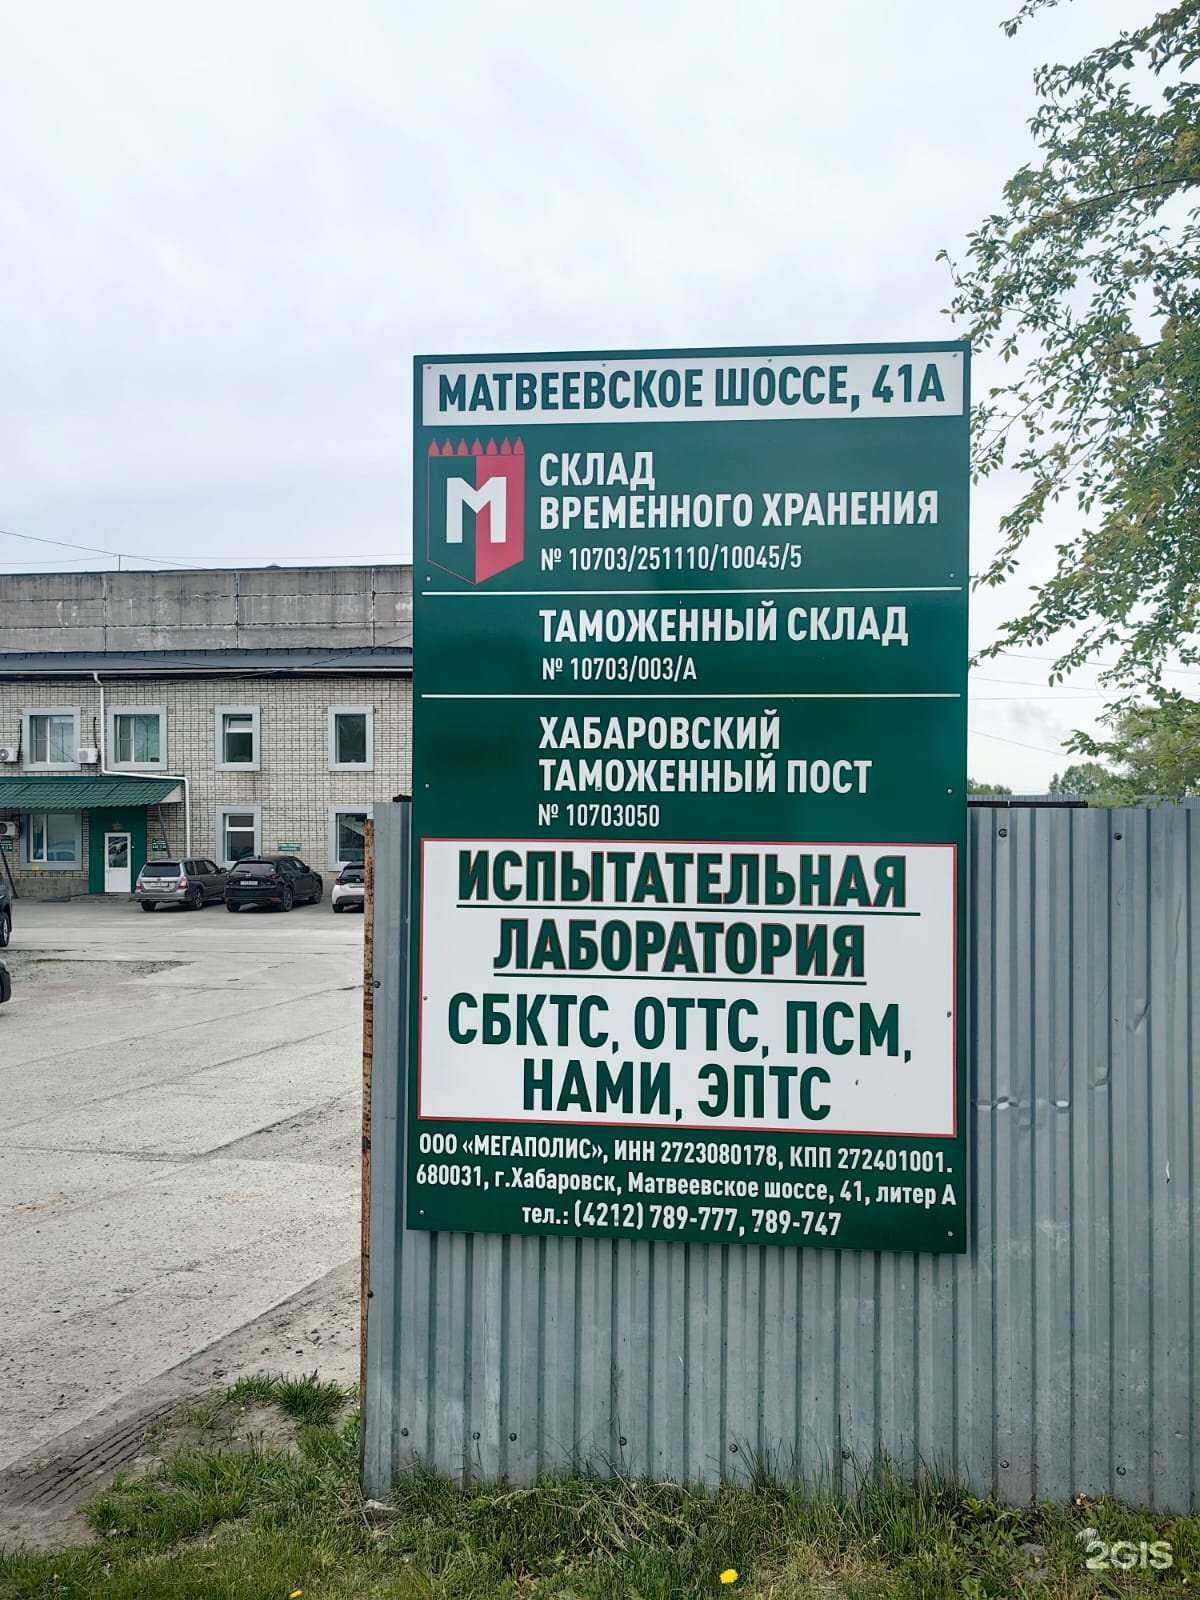 МАТВЕЕВСКОЕ ШОССЕ, 41А
М
СКЛАД
ВРЕМЕННОГО ХРАНЕНИЯ
№ 10703/251110/10045/5
ТАМОЖЕННЫЙ СКЛАД
№ 10703/003/А
ХАБАРОВСКИЙ
ТАМОЖЕННЫЙ ПОСТ
№ 10703050
ИСПЫТАТЕЛЬНАЯ
ЛАБОРАТОРИЯ
СБКТС, ОТТС, ПСМ,
НАМИ, ЭПТС
ООО «МЕГАПОЛИС», ИНН 2723080178, КПП 272401001.
680031, г.Хабаровск, Матвеевское шоссе, 41, литер А
тел.: (4212) 789-777, 789-747
2GIS